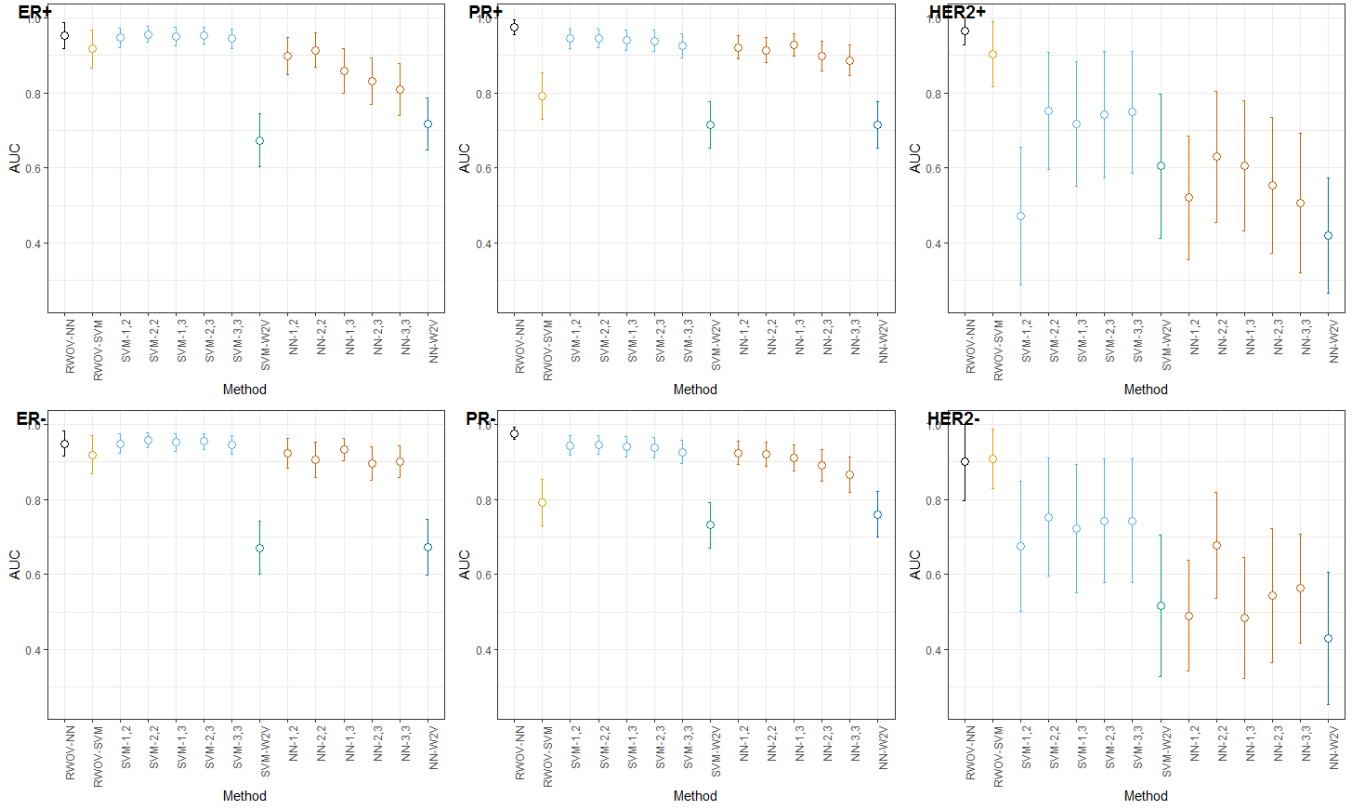 ER+
1.0
0.8
0.6
0.4
AUC
RWOV-NN
RWOV-SVM
SVM-1,2
SVM-2,2
SVM-1,3
SVM-2,3
SVM-3,3
SVM-W2V
NN-1,2
NN-2,2
NN-1,3
NN-2,3
NN-3,3
NN-W2V
Method
PR+
1.0
0.8
0.6
0.4
AUC
RWOV-NN
RWOV-SVM
SVM-1,2
SVM-2,2
SVM-1,3
SVM-2,3
SVM-3,3
SVM-W2V
NN-1,2
NN-2,2
NN-1,3
NN-2,3
NN-3,3
NN-W2V
Method
HER2+
1.0
0.8
0.6
0.4
AUC
RWOV-NN
RWOV-SVM
SVM-1,2
SVM-2,2
SVM-1,3
SVM-2,3
SVM-3,3
SVM-W2V
NN-1,2
NN-2,2
NN-1,3
NN-2,3
NN-3,3
NN-W2V
Method
ER-
1.0
0.8
0.6
0.4
AUC
RWOV-NN
RWOV-SVM
SVM-1,2
SVM-2,2
SVM-1,3
SVM-2,3
SVM-3,3
SVM-W2V
NN-1,2
NN-2,2
NN-1,3
NN-2,3
NN-3,3
NN-W2V
Method
PR-
1.0
0.8
0.6
0.4
AUC
RWOV-NN
RWOV-SVM
SVM-1,2
SVM-2,2
SVM-1,3
SVM-2,3
SVM-3,3
SVM-W2V
NN-1,2
NN-2,2
NN-1,3
NN-2,3
NN-3,3
NN-W2V
Method
HER2-
1.0
0.8
0.6
0.4
AUC
RWOV-NN
RWOV-SVM
SVM-1,2
SVM-2,2
SVM-1,3
SVM-2,3
SVM-3,3
SVM-W2V
NN-1,2
NN-2,2
NN-1,3
NN-2,3
NN-3,3
NN-W2V
Method